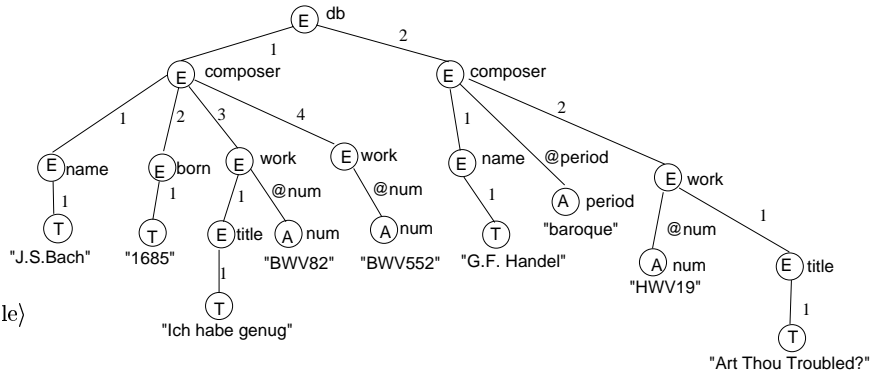 E db
1 2
E composer E composer
1 2 3 4 1 @period 2
E name E born E work E work E name A period E work
1 1 1 @num @num 1 "baroque" @num 1
T T E title A num A num T A num E title
"J.S.Bach" "1685" "BWV82" "BWV552" "G.F. Handel" "HWV19"
1 1
le⟩ T T
"Ich habe genug" "Art Thou Troubled?"